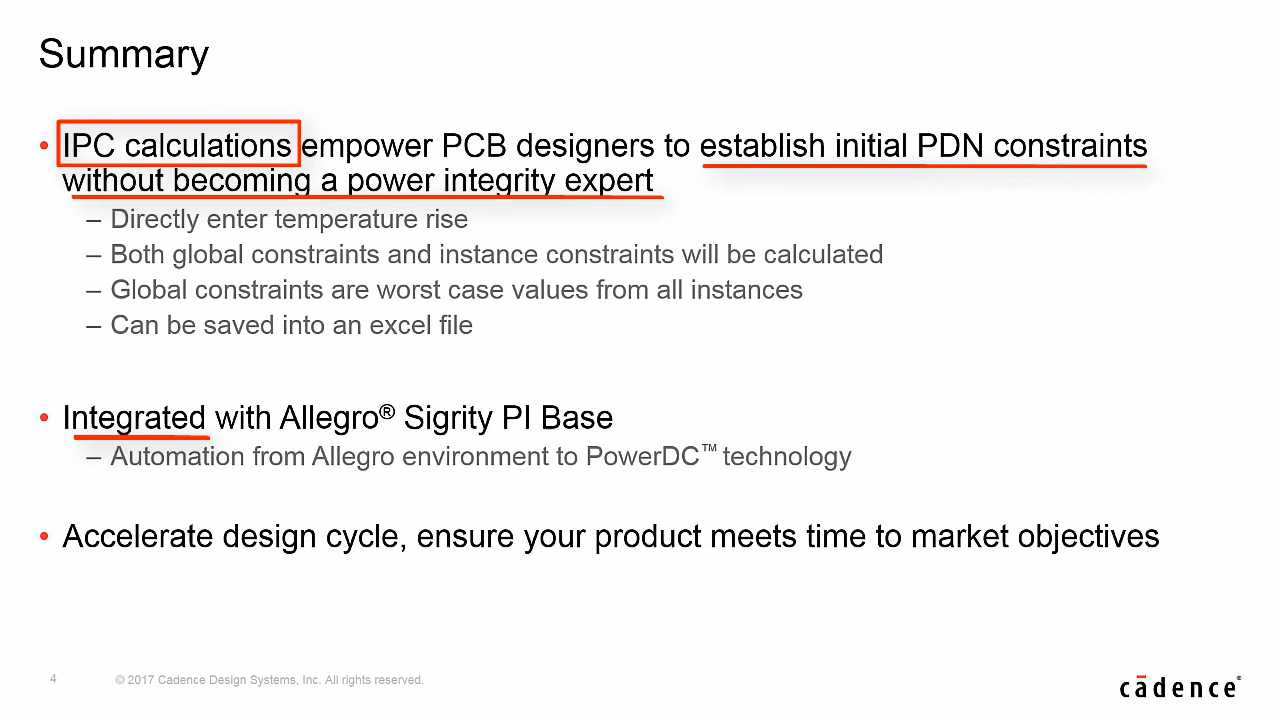 Summary
• IPC calculations empower PCB designers to establish initial PDN constraints
without becoming a power integrity expert
– Directly enter temperature rise
– Both global constraints and instance constraints will be calculated
– Global constraints are worst case values from all instances
– Can be saved into an excel file
• Integrated with Allegro® Sigrity PI Base
– Automation from Allegro environment to PowerDC™ technology
• Accelerate design cycle, ensure your product meets time to market objectives
4 © 2017 Cadence Design Systems, Inc. All rights reserved.
cādence®